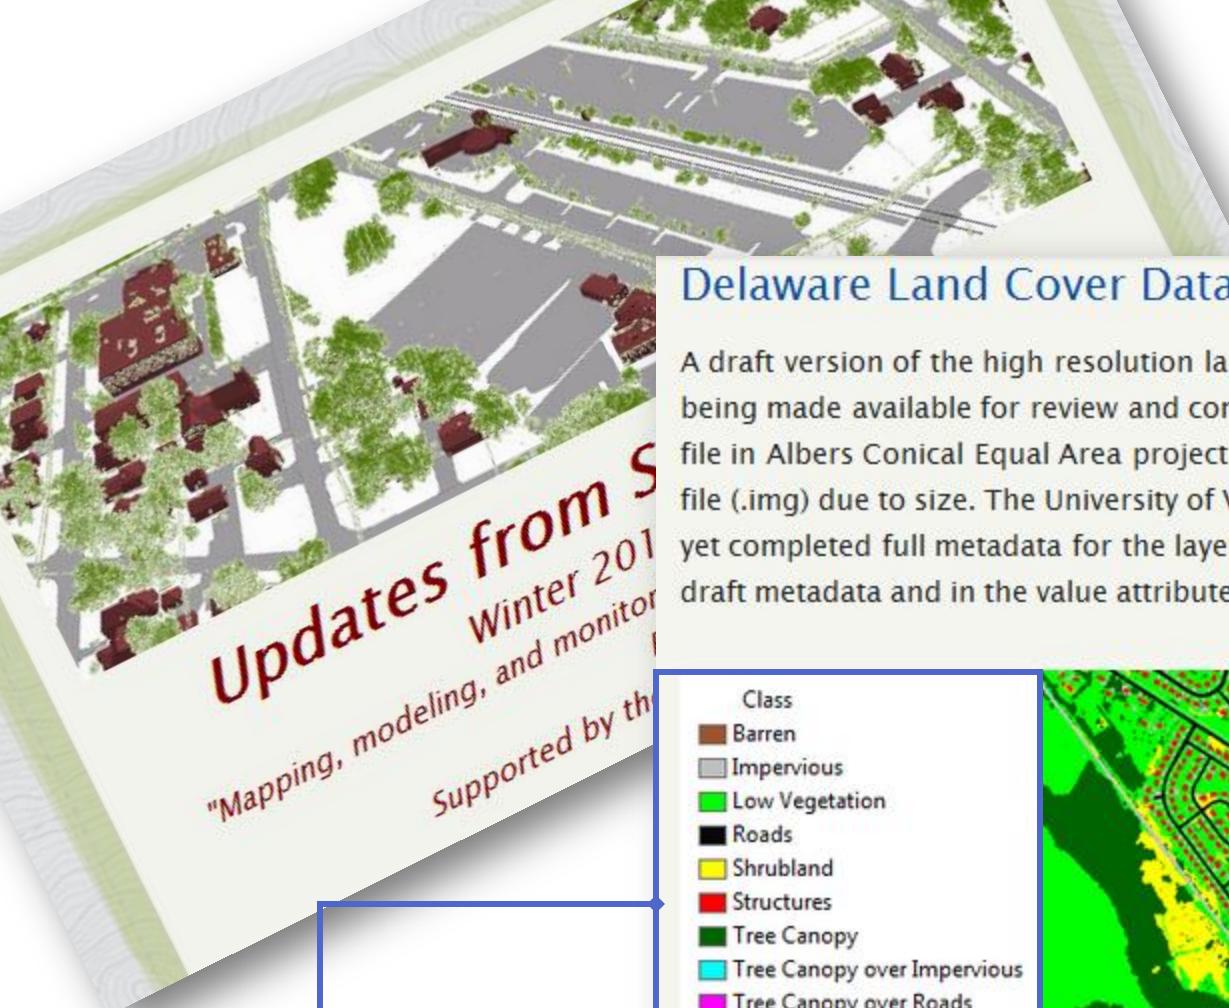 Updates from
Winter 201
"Mapping, modeling, and monitor
Supported by the
Delaware Land Cover Data
A draft version of the high resolution la
being made available for review and con
file in Albers Conical Equal Area project
file (.img) due to size. The University of V
yet completed full metadata for the laye
draft metadata and in the value attribute
Class
Barren
Impervious
Low Vegetation
Roads
Shrubland
Structures
Tree Canopy
Tree Canopy over Impervious
Tree Canopy over Roads